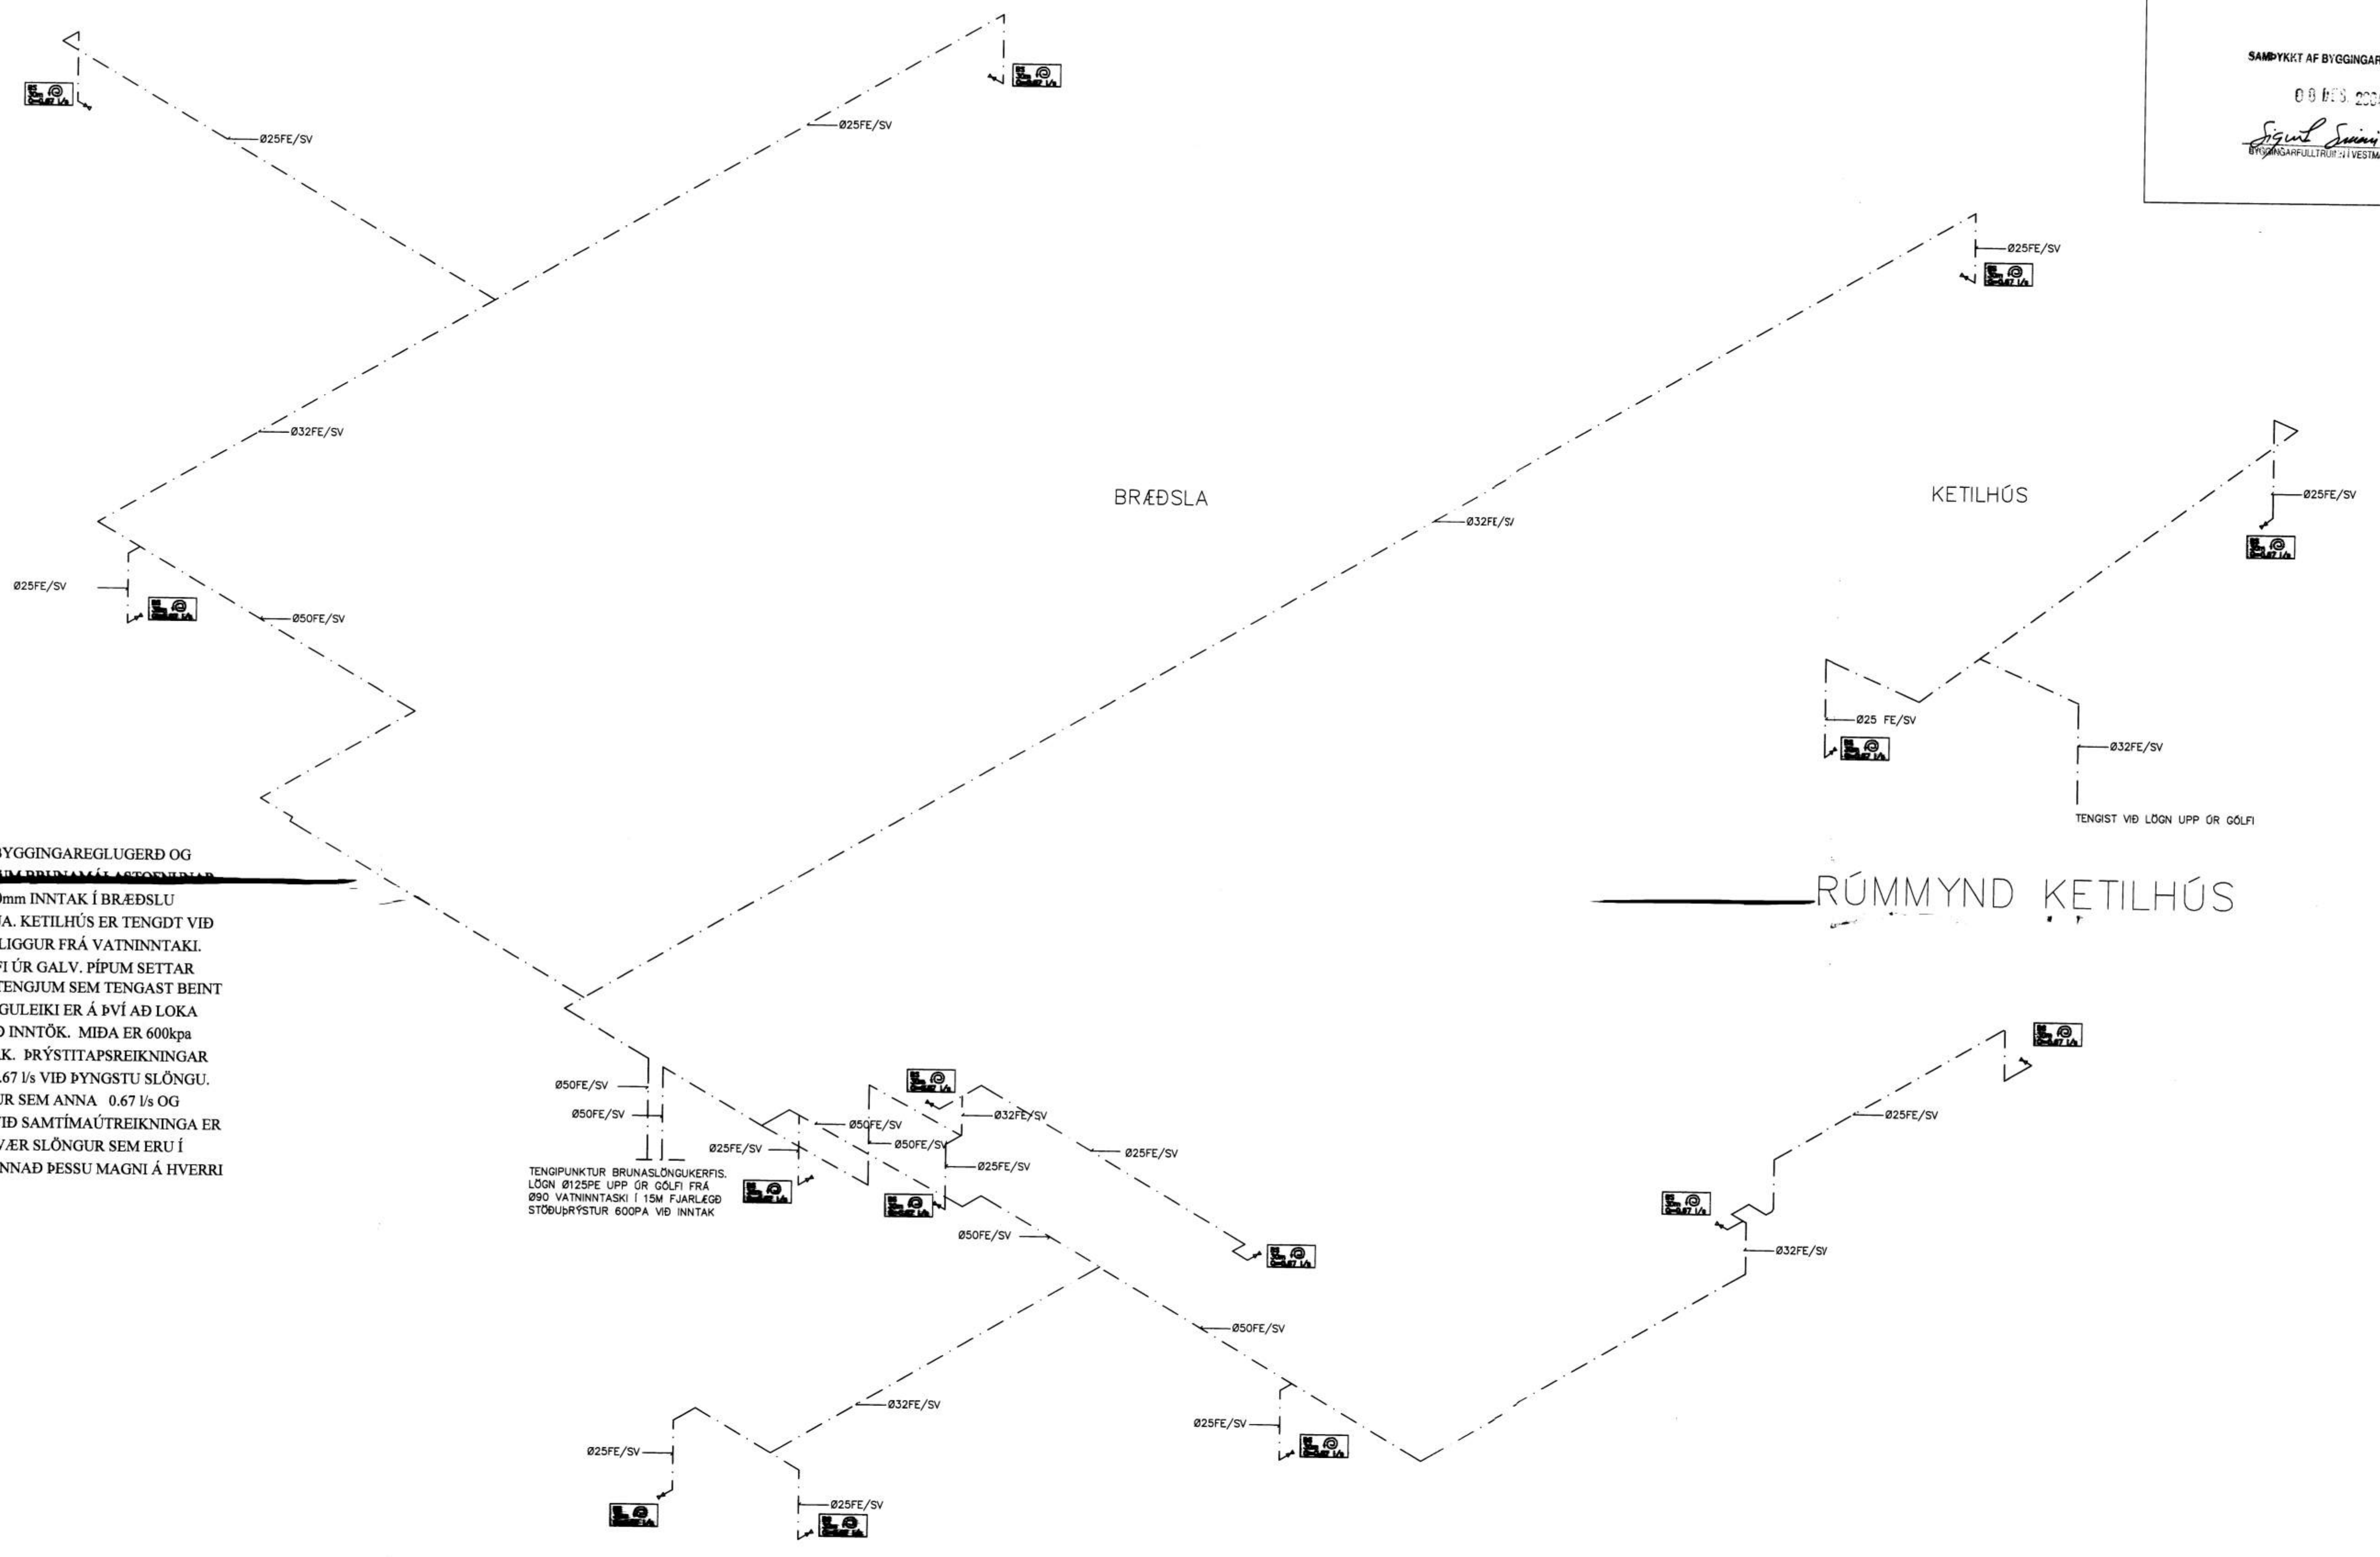 SAMÞYKKT AF BYGGINGAR
BYGGINGARFULLTRÚI
Ø25FE/SV
Ø25FE/SV
Ø25FE/SV
Ø32FE/SV
BRÆÐSLA
KETILHÚS
Ø25FE/SV
Ø32FE/SV
Ø25FE/SV
Ø50FE/SV
Ø25 FE/SV
Ø32FE/SV
TENGIST VIÐ LÖGN UPP ÚR GÓLFI
RÚMMYND KETILHÚS
BYGGINGAREGLUGERÐ OG
0mm INNTAK Í BRÆÐSLU
JA. KETILHÚS ER TENGDT VIÐ
LIGGUR FRÁ VATNINNTAKI.
FI ÚR GALV. PÍPUM SETTAR
TENGJUM SEM TENGAST BEINT
GULEIKI ER Á ÞVÍ AÐ LOKA
Ð INNTÖK. MIÐA ER 600kpa
K. ÞRÝSTITAPSREIKNINGAR
.67 l/s VIÐ ÞYNGSTU SLÖNGU.
UR SEM ANNA 0.67 l/s OG
VIÐ SAMTÍMAÚTREIKNINGA ER
VÆR SLÖNGUR SEM ERU Í
NNAÐ ÞESSU MAGNI Á HVERRI
Ø50FE/SV
Ø50FE/SV
Ø25FE/SV
Ø50FE/SV
Ø50FE/SV
Ø32FE/SV
Ø25FE/SV
Ø25FE/SV
Ø25FE/SV
TENGIPUNKTUR BRUNASLÖNGUKERFIS.
LÖGN Ø125PE UPP ÚR GÓLFI FRÁ
Ø90 VATNINNTASKI Í 15M FJARLÆGÐ
STÖÐUÞRÝSTUR 600PA VIÐ INNTAK
Ø50FE/SV
Ø32FE/SV
Ø50FE/SV
Ø32FE/SV
Ø25FE/SV
Ø25FE/SV
Ø25FE/SV